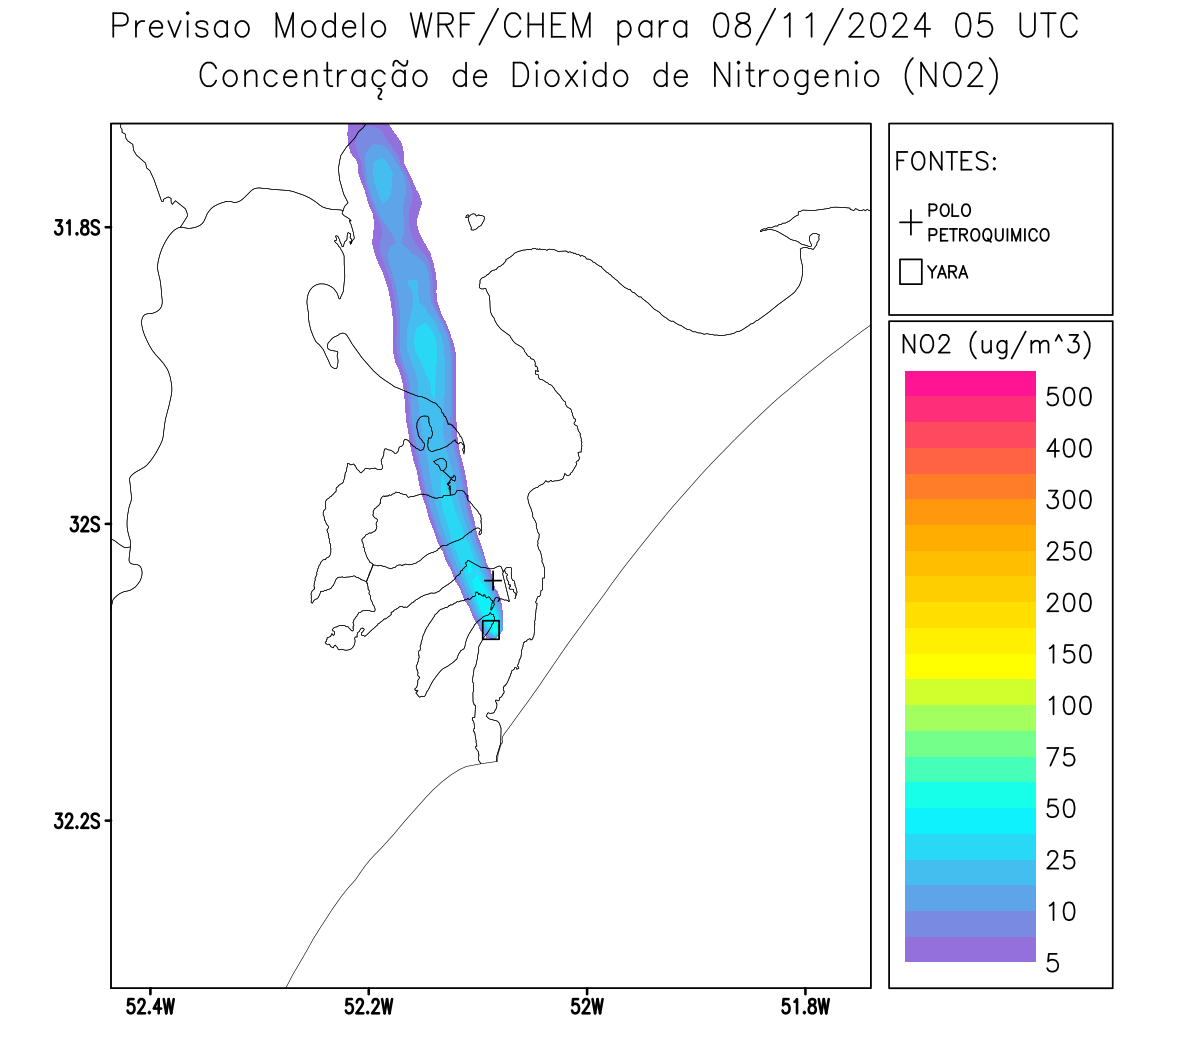 Previsao Modelo WRF/CHEM para 08/11/2024 05 UTC
Concentração de Dioxido de Nitrogenio (NO2)
FONTES:
POLO
PETROQUIMICO
YARA
NO2 (ug/m^3)
500
400
300
250
200
150
100
75
50
25
10
5
31.8S
32S
32.2S
52.4W
52.2W
52W
51.8W